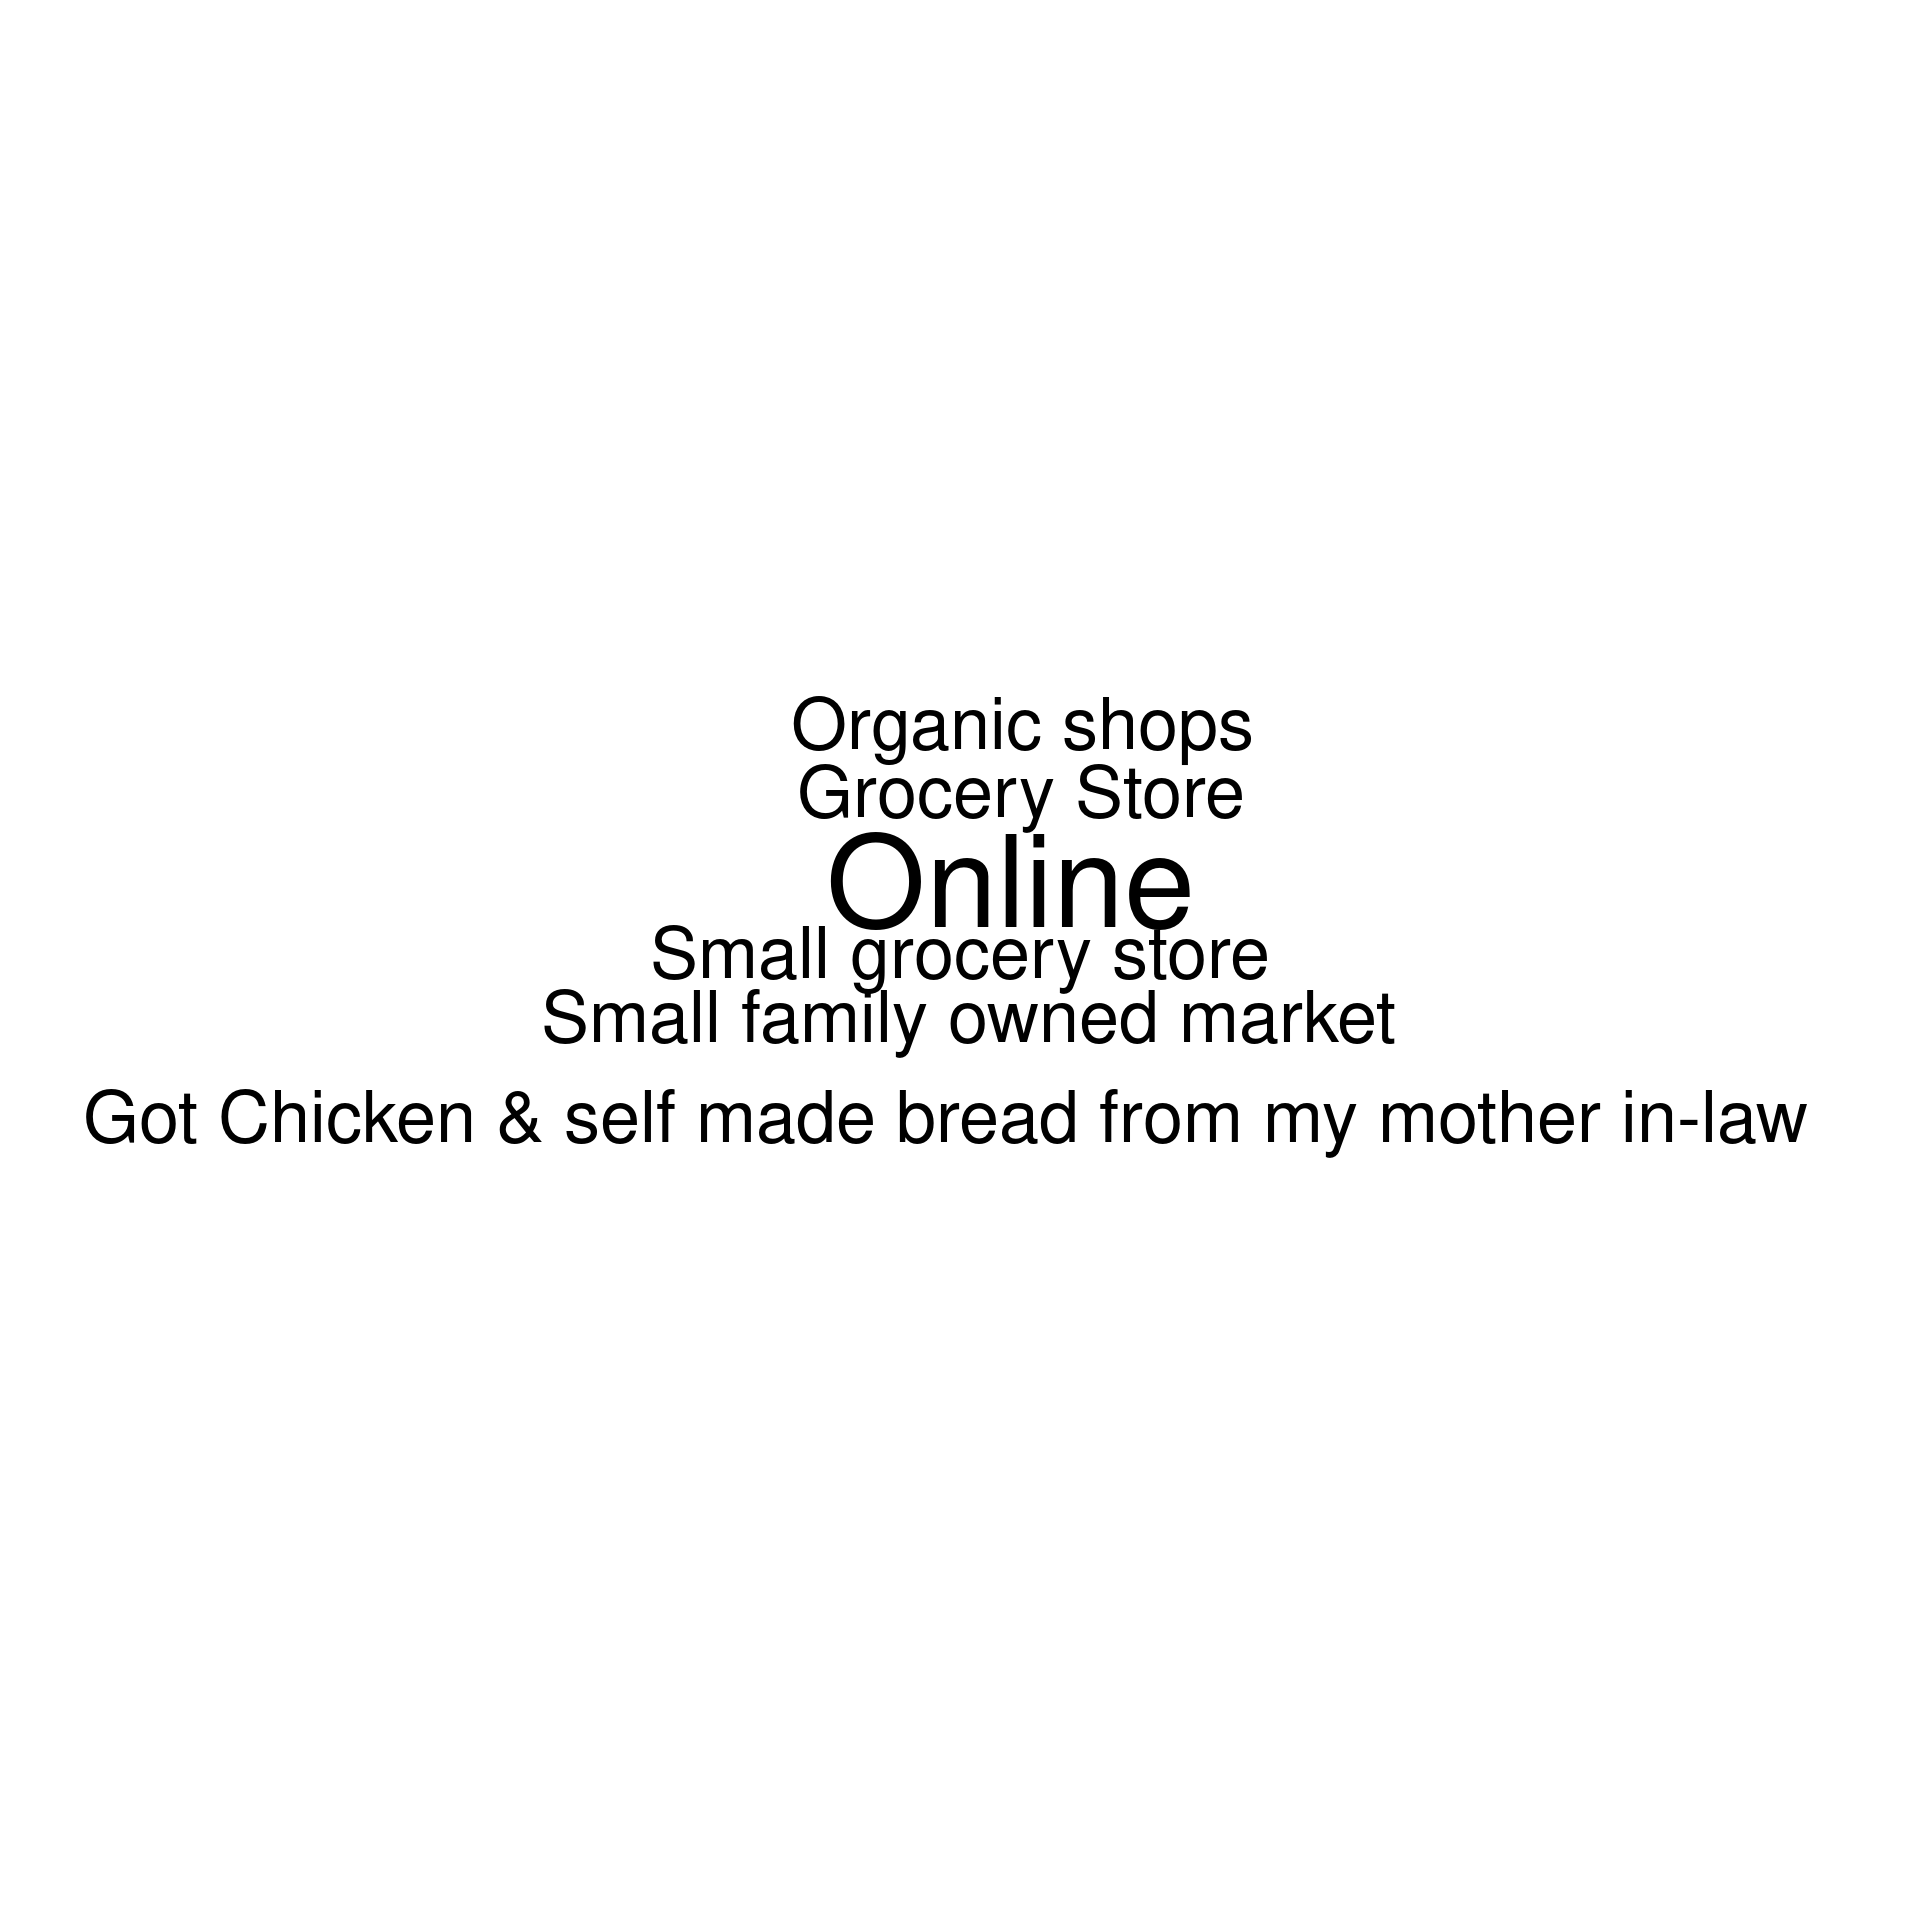 Organic shops
Grocery Store
Online
Small grocery store
Small family owned market
Got Chicken & self made bread from my mother in-law